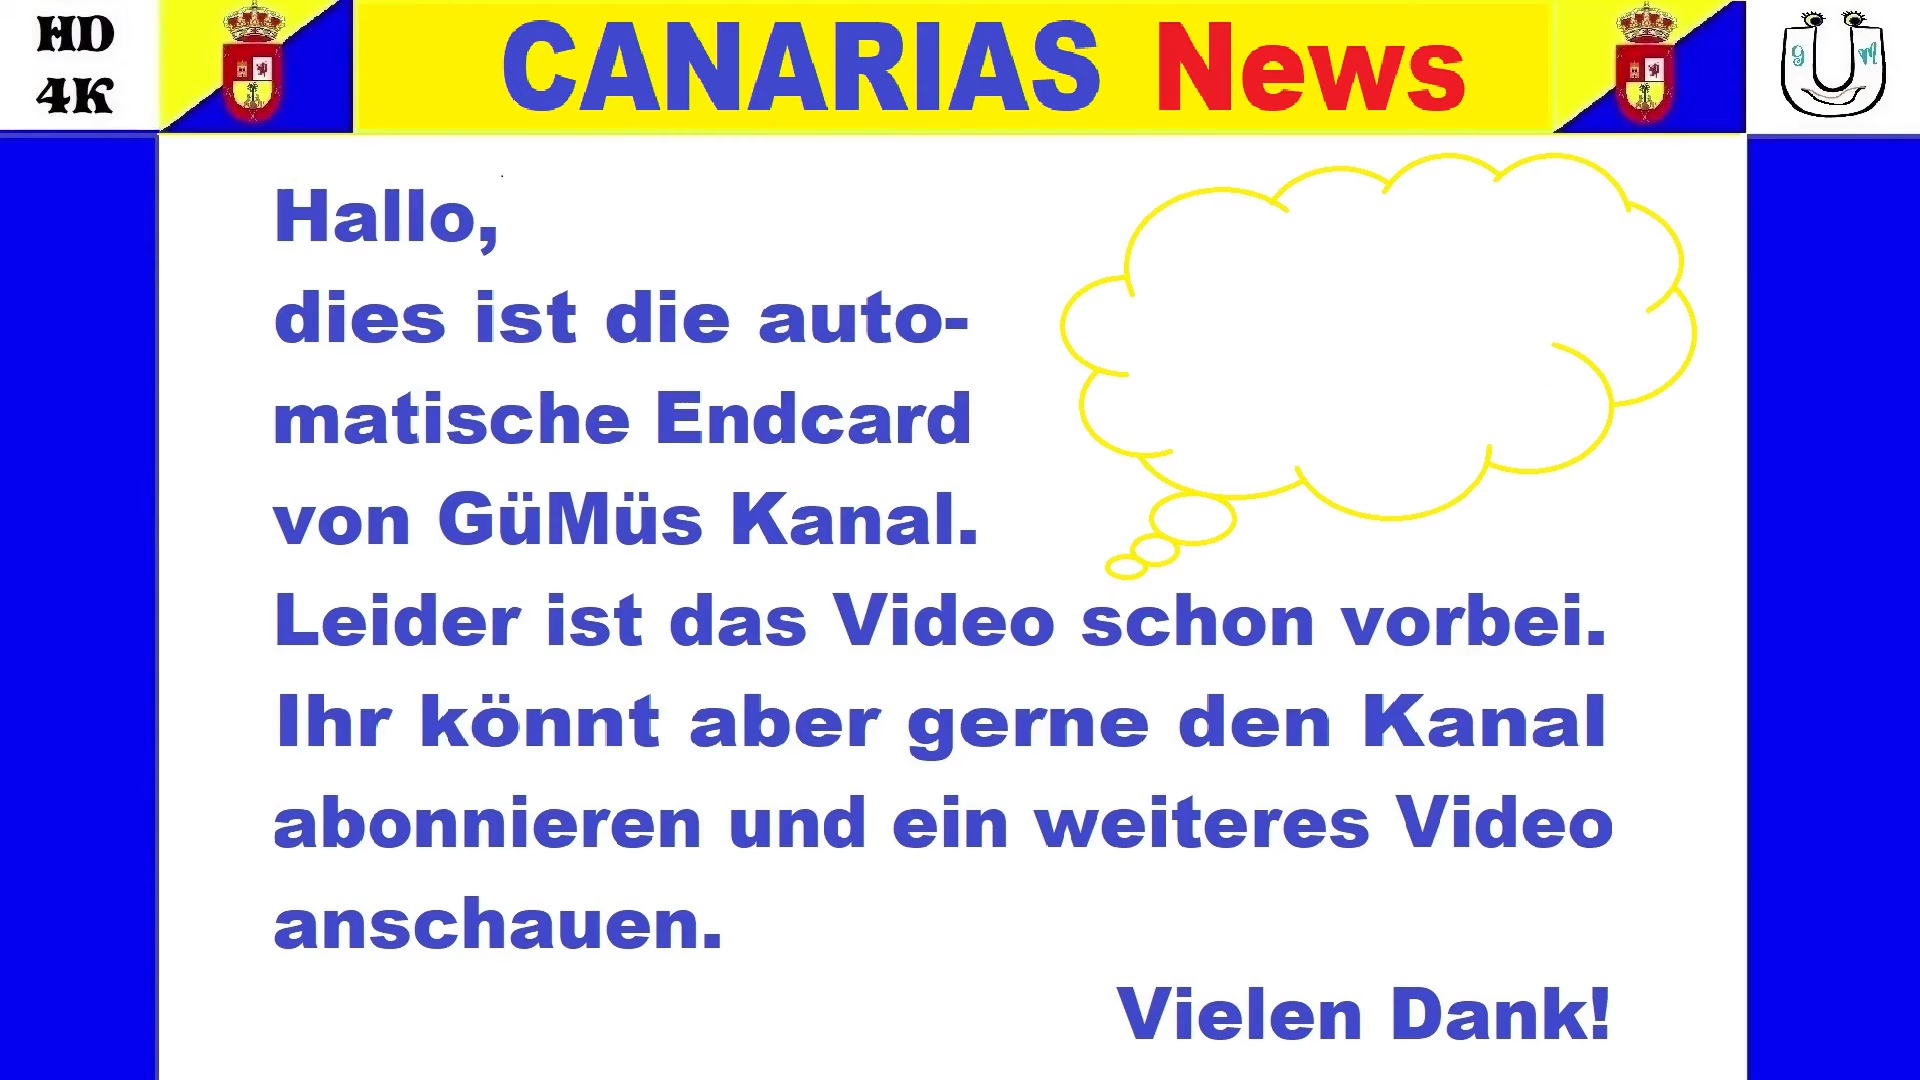 HD
4K
CANARIAS News
g Ü M
Hallo,
dies ist die auto-
matische Endcard
von GüMüs Kanal.
Leider ist das Video schon vorbei.
Ihr könnt aber gerne den Kanal
abonnieren und ein weiteres Video
anschauen.
Vielen Dank!